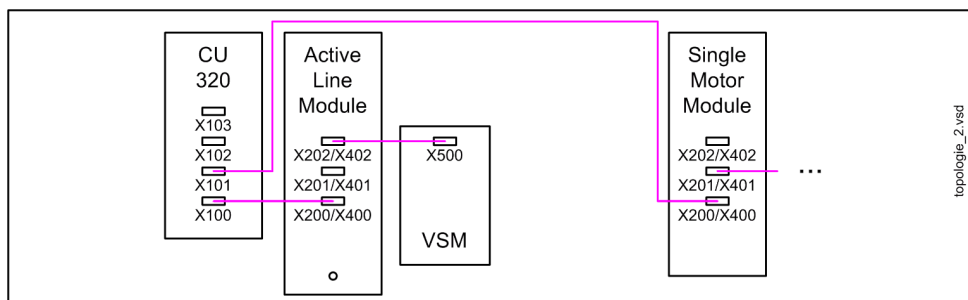 CU
320
X103
X102
X101
X100
Active
Line
Module
X202/X402
X201/X401
X200/X400
X500
VSM
Single
Motor
Module
X202/X402
X201/X401
X200/X400
...
topologie_2.vsd